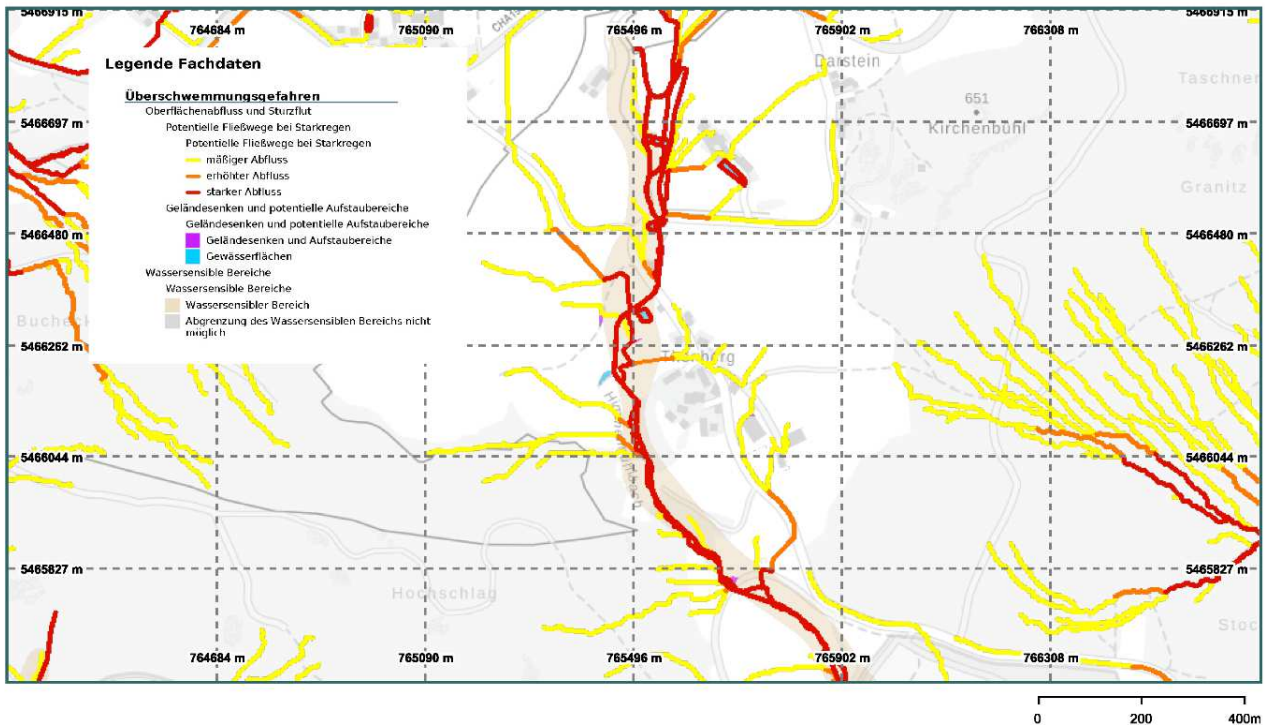 5466915 m
5466915 m
764684 m
765090 m
765496 m
765902 m
766308 m
Legende Fachdaten
Überschwemmungsgefahren
Oberflächenabfluss und Sturzflut
Potentielle Fließwege bei Starkregen
Potentielle Fließwege bei Starkregen
mäßiger Abfluss
erhöhter Abfluss
starker Abfluss
Geländesenken und potentielle Aufstaubereiche
Geländesenken und potentielle Aufstaubereiche
Geländesenken und Aufstaubereiche
Gewässerflächen
Wassersensible Bereiche
Wassersensible Bereiche
Wassersensibler Bereich
Abgrenzung des Wassersensiblen Bereichs nicht
möglich
Darstein
Taschner
651
Kirchenbühl
5466697 m
5466697 m
Granitz
5466480 m
5466480 m
5466262 m
5466262 m
5466044 m
5466044 m
5465827 m
5465827 m
Hochschlag
Stoc
764684 m
765090 m
765496 m
765902 m
766308 m
0
200
400m